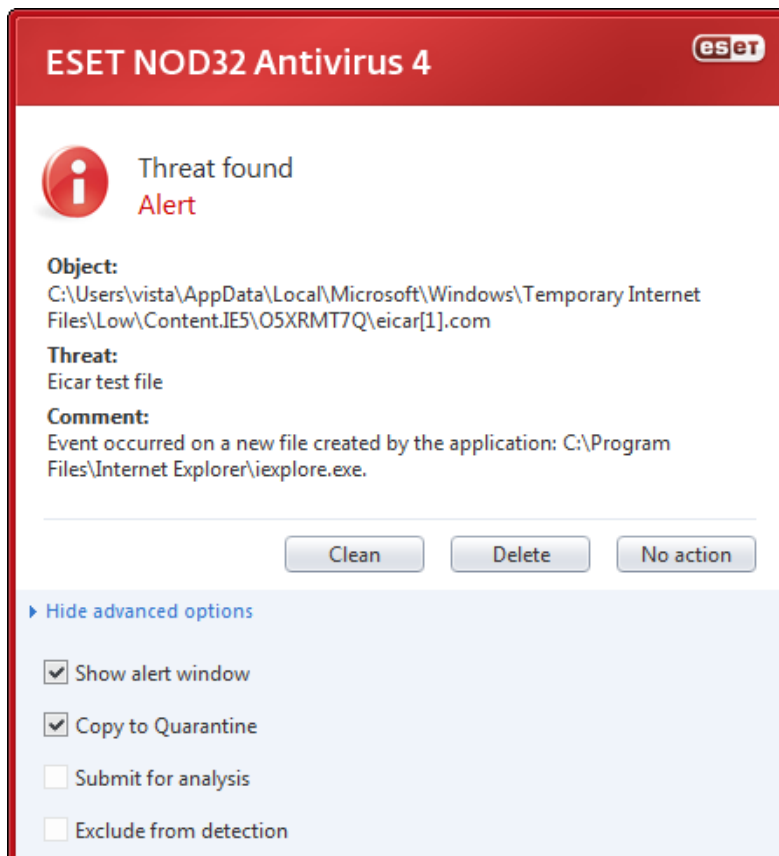 ESET NOD32 Antivirus 4
eseT
Threat found
Alert
Object:
C:\Users\vista\AppData\Local\Microsoft\Windows\Temporary Internet
Files\Low\Content.IE5\O5XRMT7Q\eicar[1].com
Threat:
Eicar test file
Comment:
Event occurred on a new file created by the application: C:\Program
Files\Internet Explorer\iexplore.exe.
Clean Delete No action
Hide advanced options
Show alert window
Copy to Quarantine
Submit for analysis
Exclude from detection